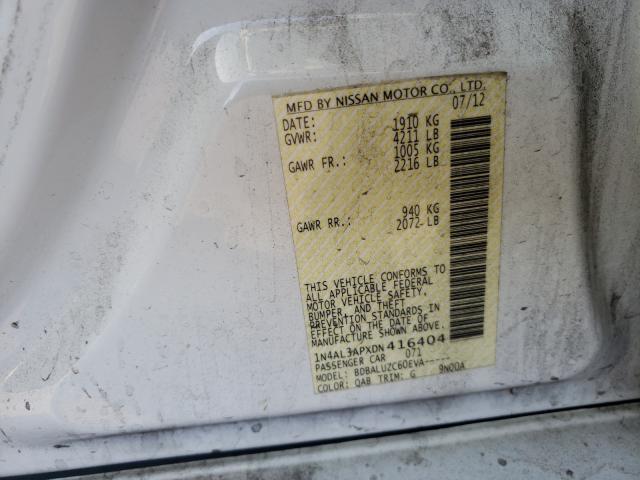 MFD BY NISSAN MOTOR CO., LTD.
DATE: 07/12
GVWR: 1910 KG
4211 LB
GAWR FR.: 1005 KG
2216 LB
GAWR RR.: 940 KG
2072 LB
THIS VEHICLE CONFORMS TO
ALL APPLICABLE FEDERAL
MOTOR VEHICLE SAFETY,
BUMPER, AND THEFT
PREVENTION STANDARDS IN
EFFECT ON THE DATE OF
MANUFACTURE SHOWN ABOVE.
1N4AL3APXDN416404
PASSENGER CAR 071
MODEL: BDBALUZC6OEVA-----
COLOR: QAB TRIM: G 9N00A